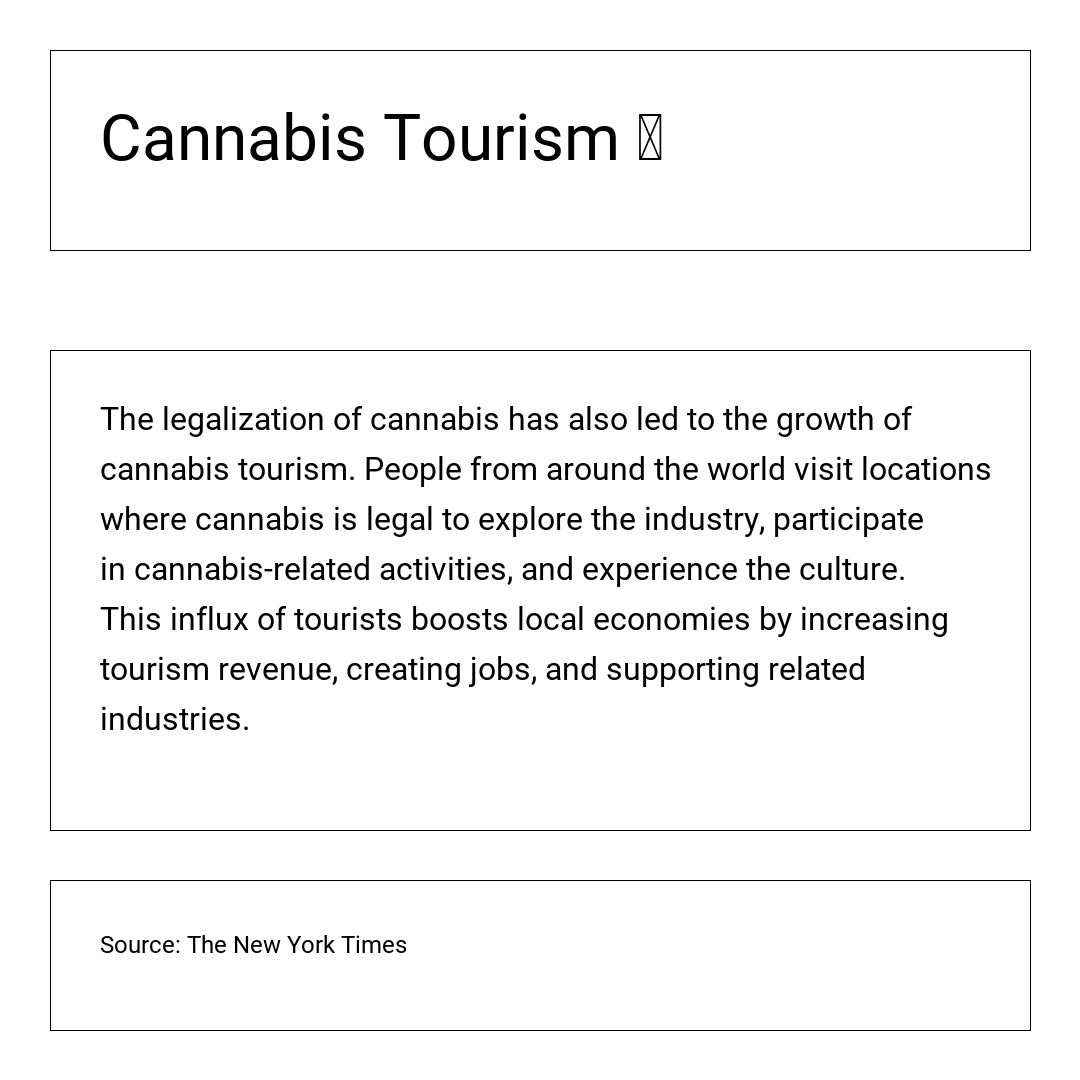 Cannabis Tourism
The legalization of cannabis has also led to the growth of
cannabis tourism. People from around the world visit locations
where cannabis is legal to explore the industry, participate
in cannabis-related activities, and experience the culture.
This influx of tourists boosts local economies by increasing
tourism revenue, creating jobs, and supporting related
industries.
Source: The New York Times